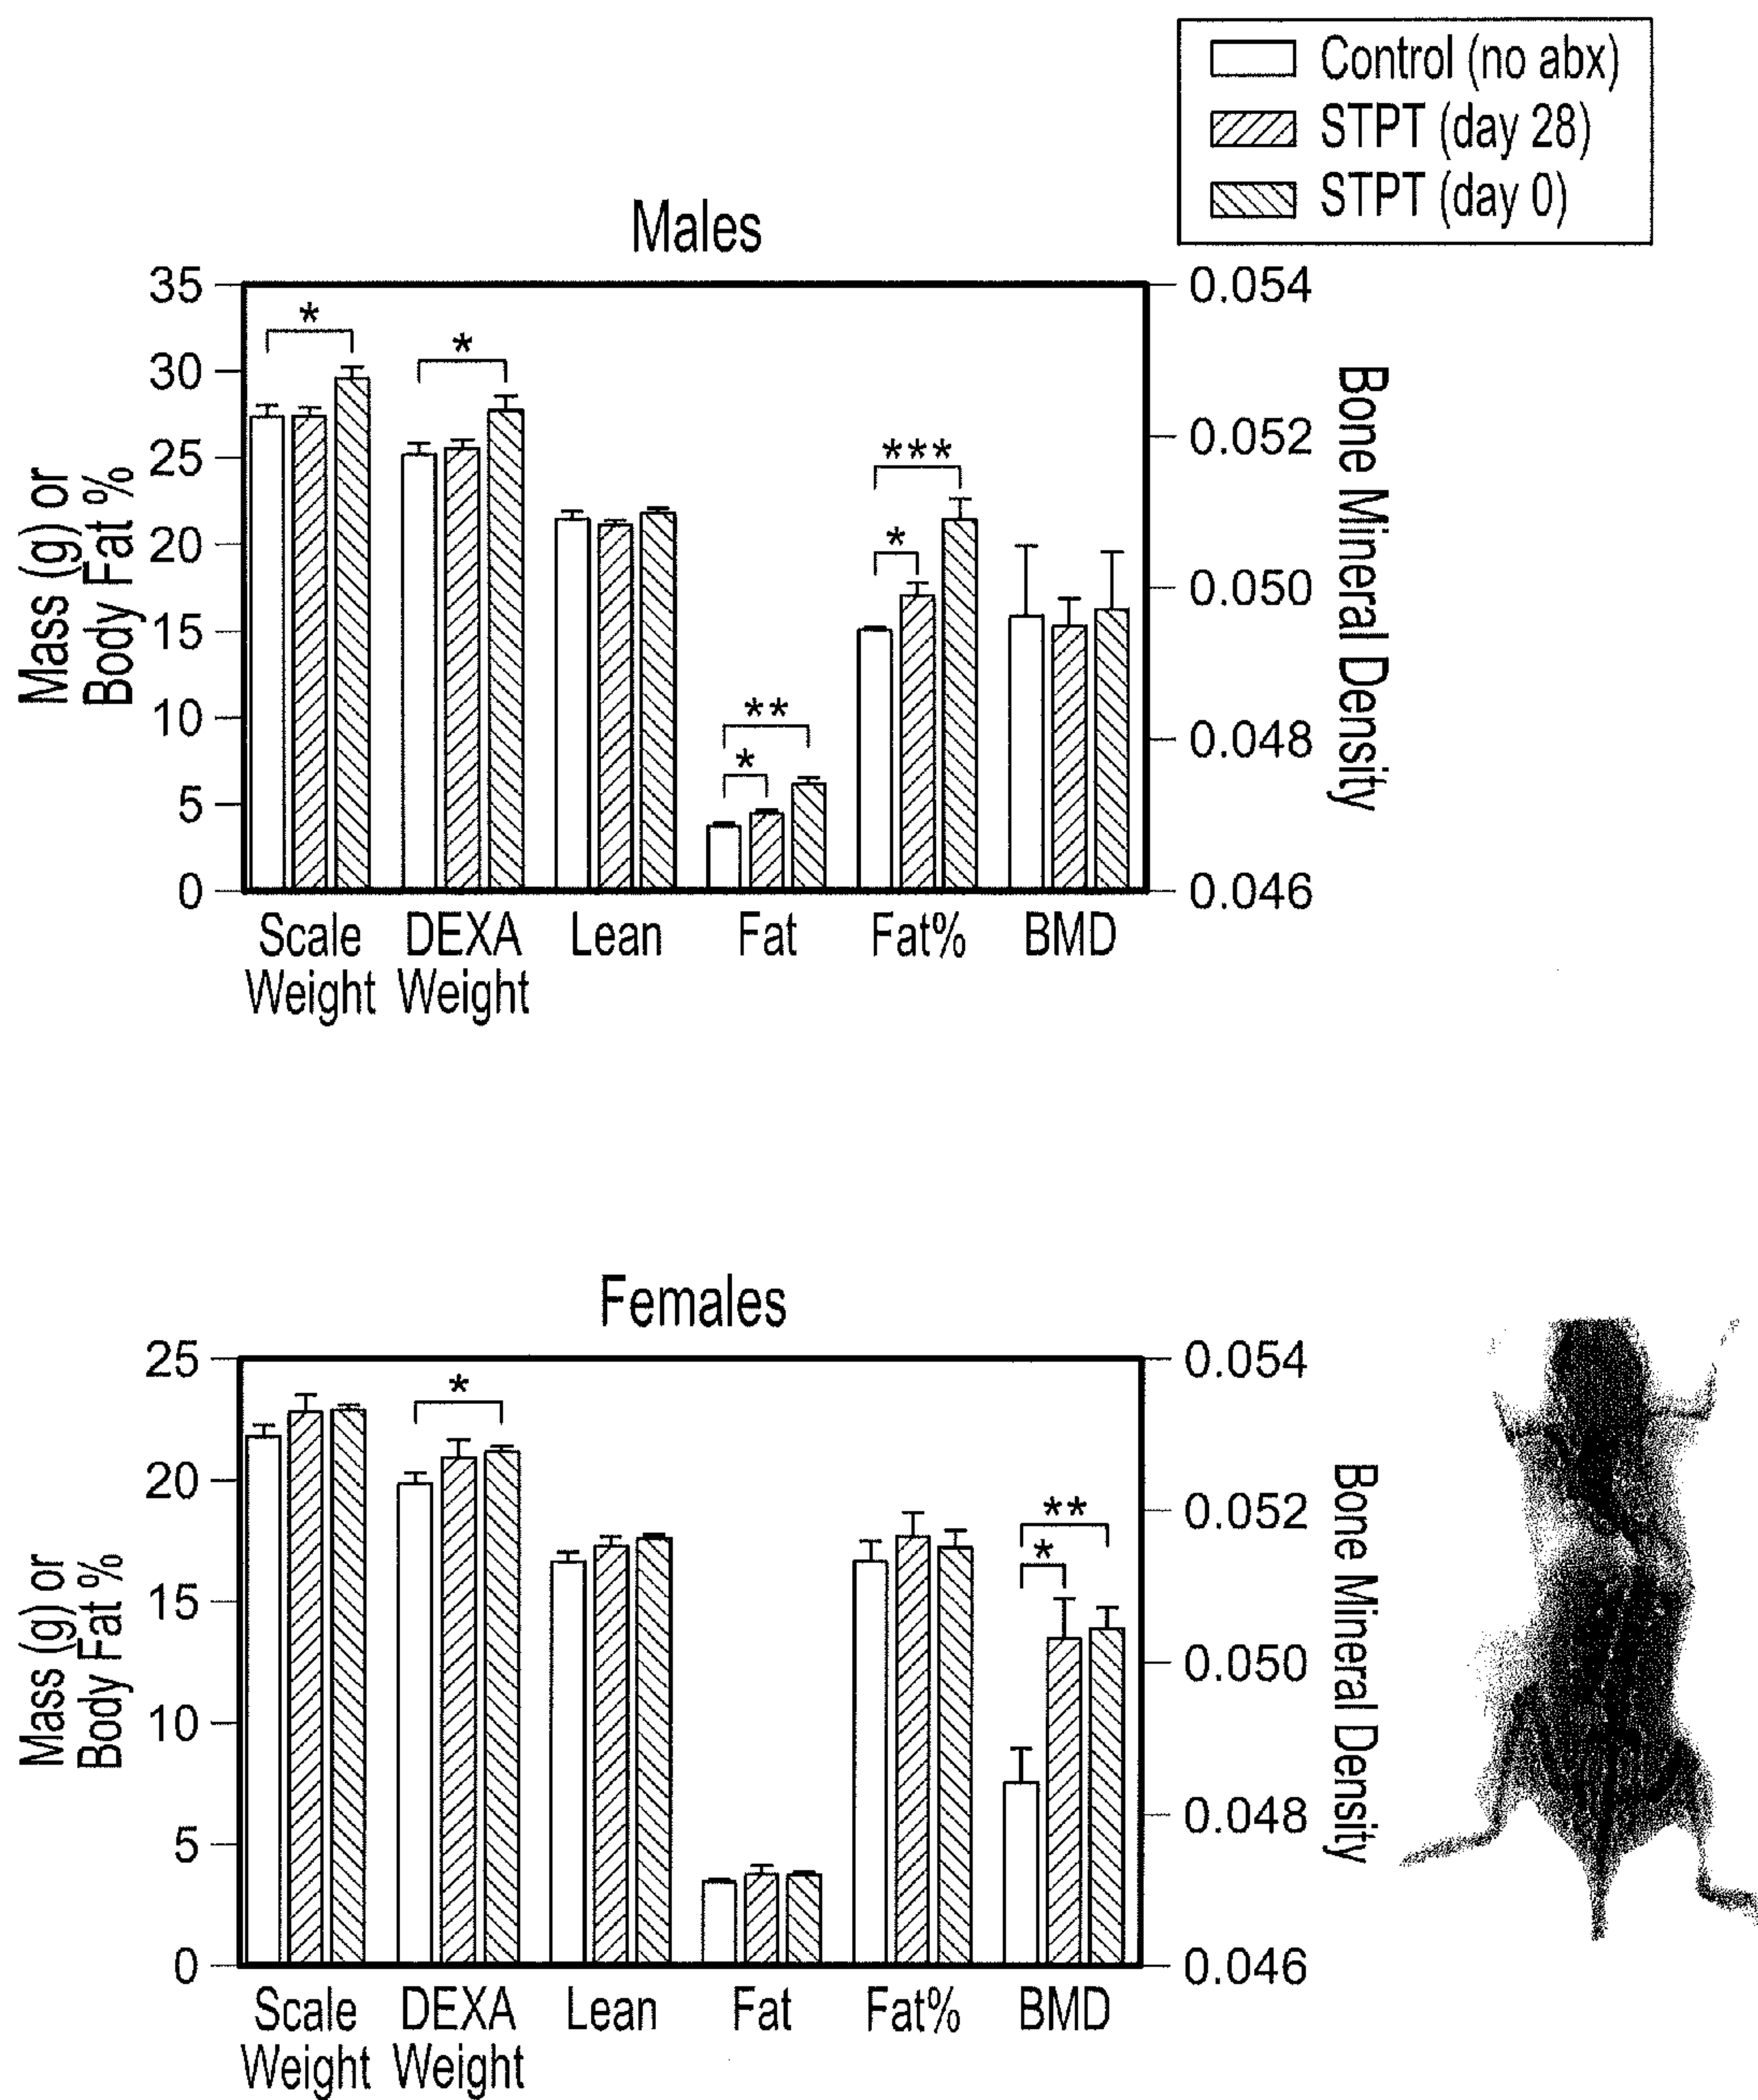 Control (no abx)
STPT (day 28)
STPT (day 0)
Males
35
30
25
20
15
10
5
0
Mass (g) or
Body Fat %
*
*
*
**
*
***
0.054
0.052
0.050
0.048
0.046
Bone Mineral Density
Scale
Weight
DEXA
Weight
Lean
Fat
Fat%
BMD
Females
25
20
15
10
5
0
Mass (g) or
Body Fat %
*
*
**
0.054
0.052
0.050
0.048
0.046
Bone Mineral Density
Scale
Weight
DEXA
Weight
Lean
Fat
Fat%
BMD